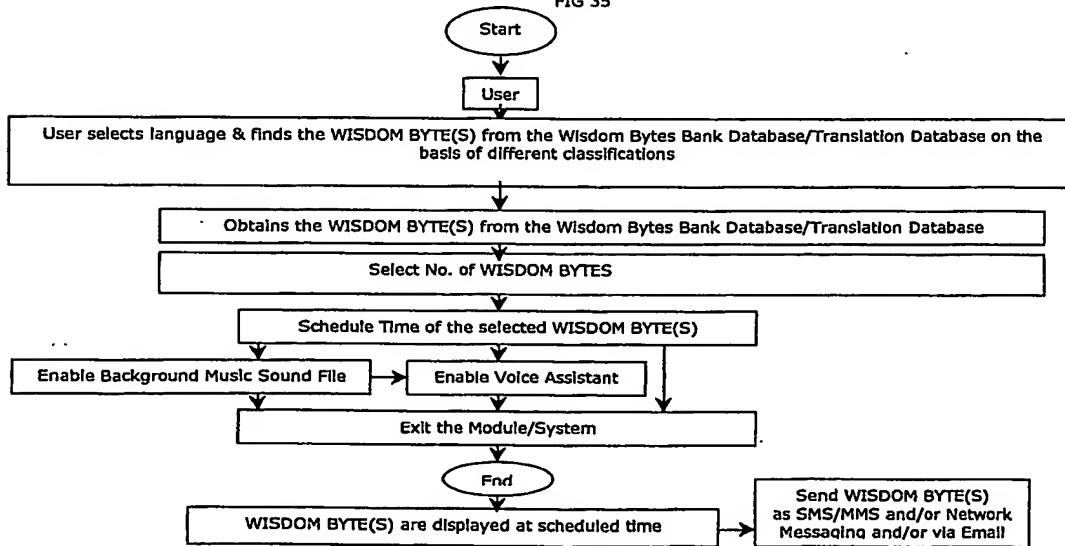 FIG 35
Start
User
User selects language & finds the WISDOM BYTE(S) from the Wisdom Bytes Bank Database/Translation Database on the
basis of different classifications
Obtains the WISDOM BYTE(S) from the Wisdom Bytes Bank Database/Translation Database
Select No. of WISDOM BYTES
Schedule Time of the selected WISDOM BYTE(S)
Enable Background Music Sound File
Enable Voice Assistant
Exit the Module/System
End
WISDOM BYTE(S) are displayed at scheduled time
Send WISDOM BYTE(S)
as SMS/MMS and/or Network
Messaging and/or via Email